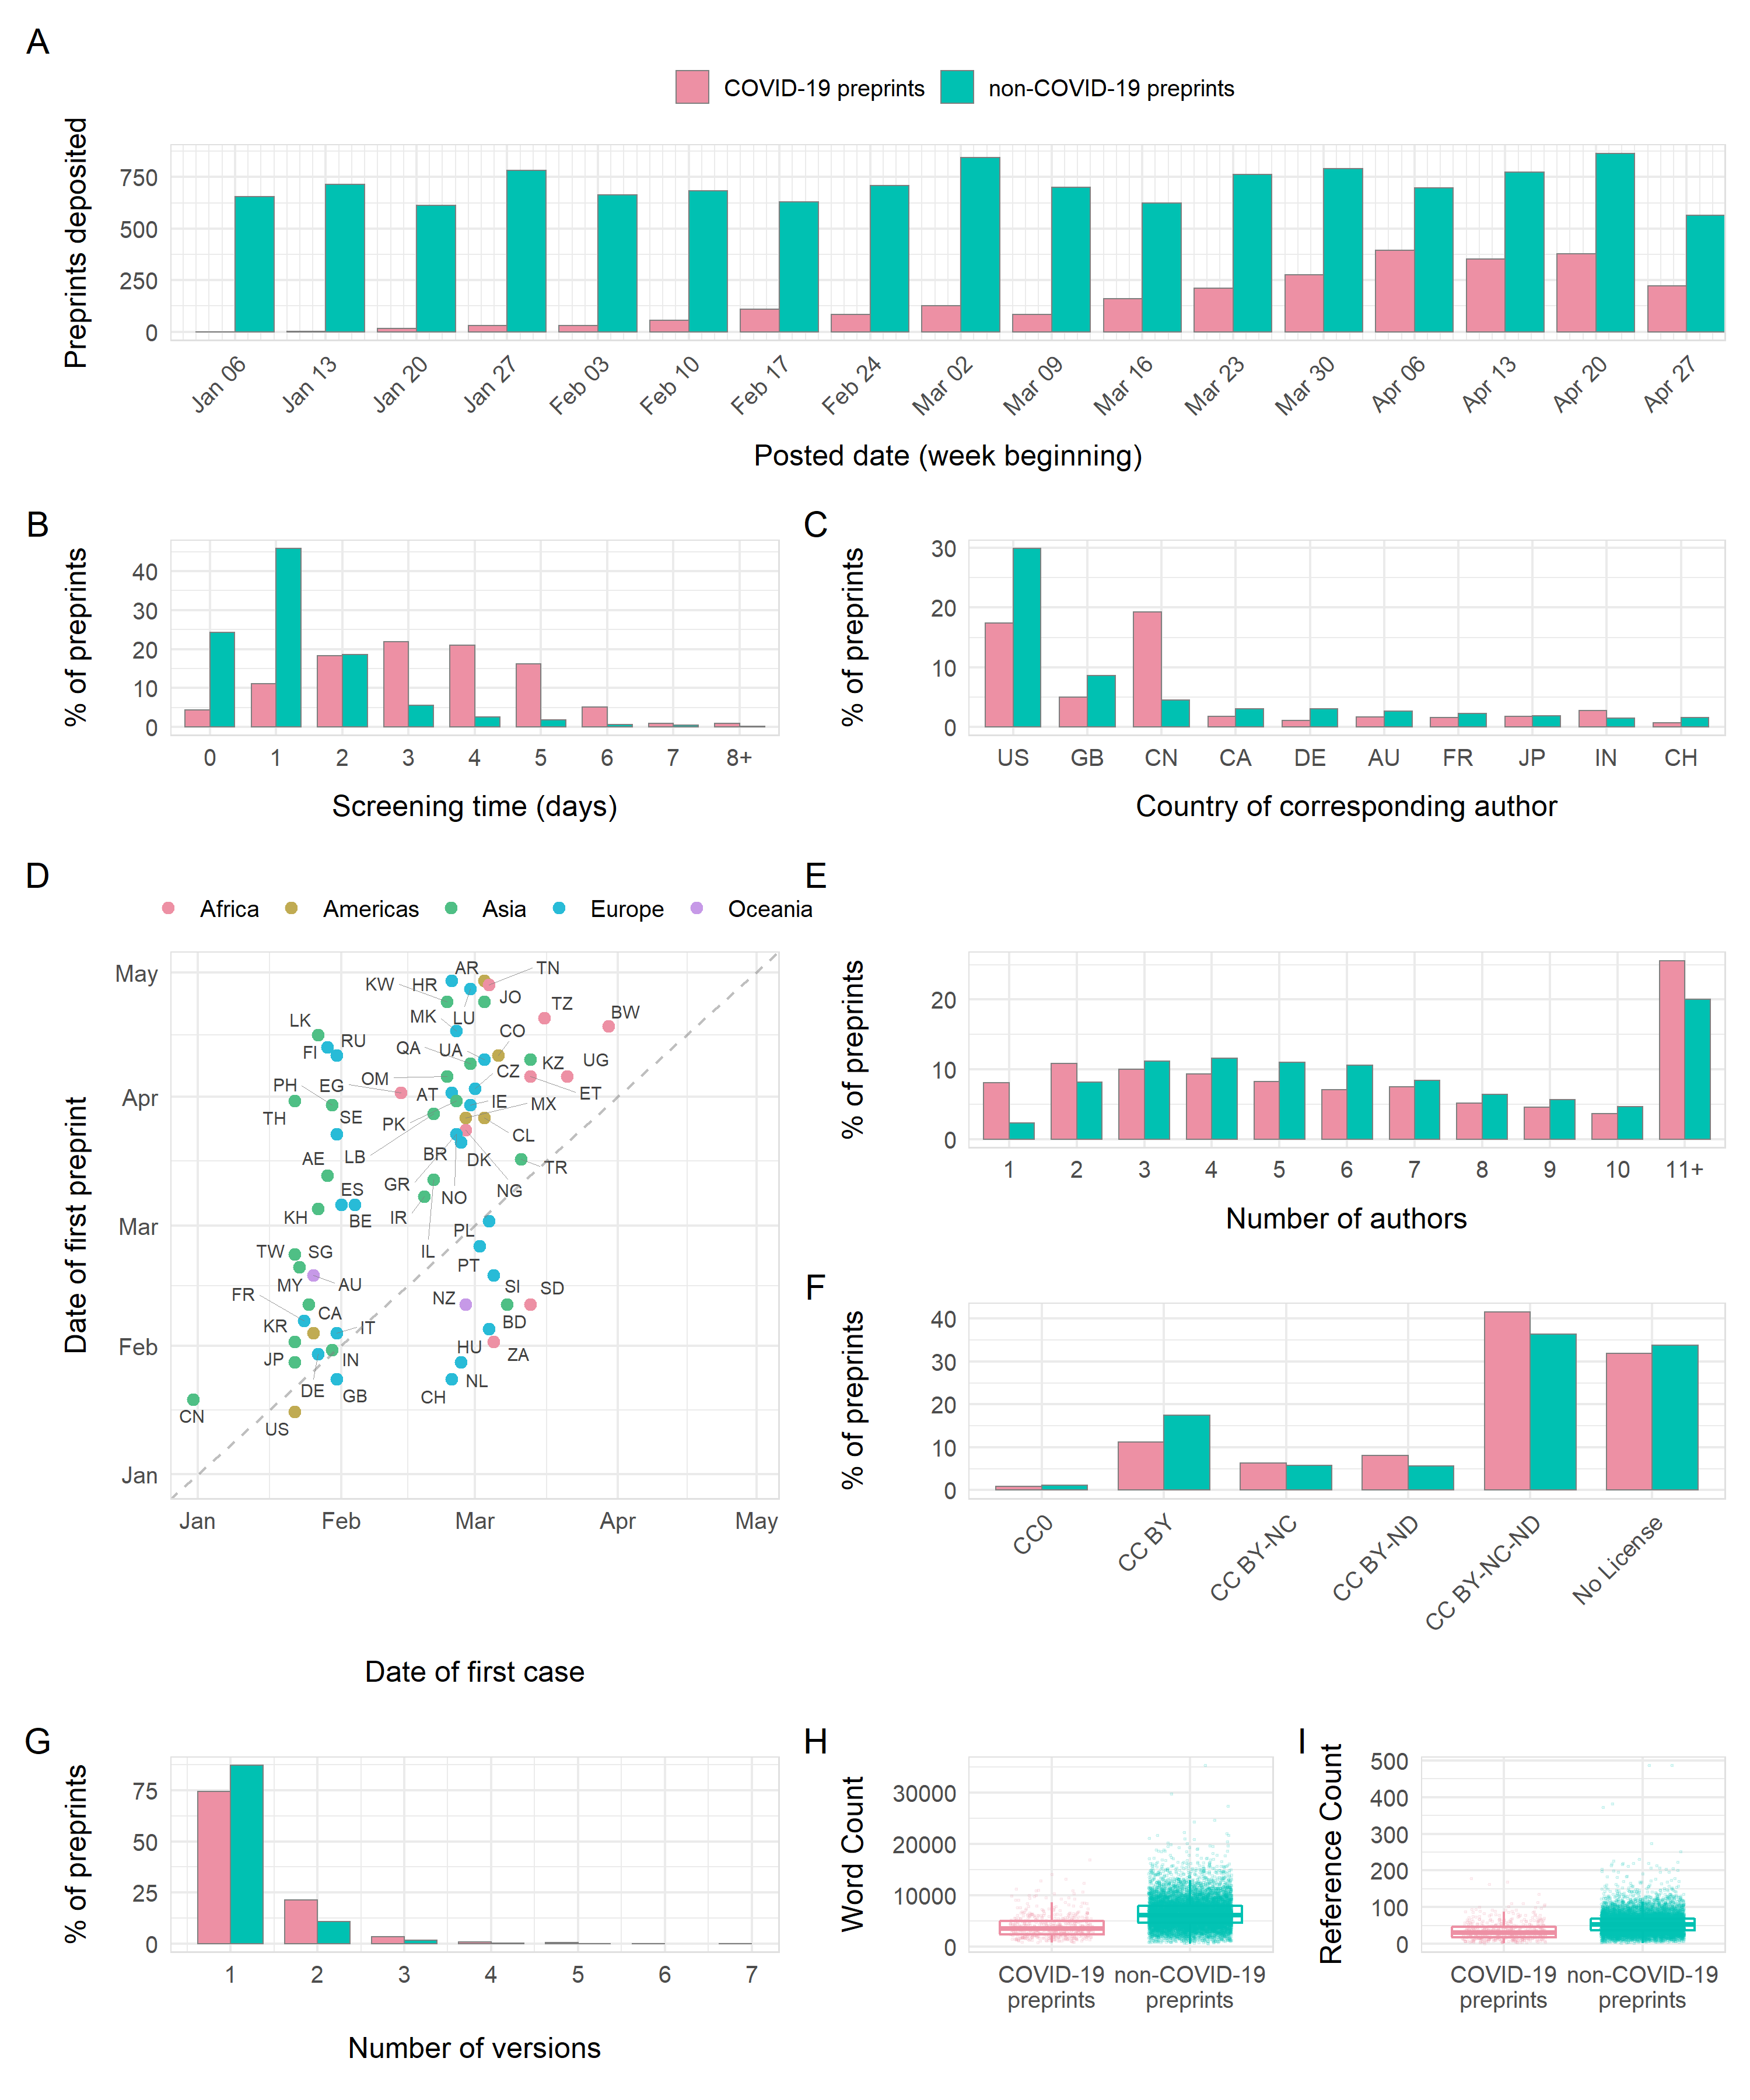 A
COVID-19 preprints
non-COVID-19 preprints
Preprints deposited
750
500
250
0
Jan 06
Jan 13
Jan 20
Jan 27
Feb 03
Feb 10
Feb 17
Feb 24
Mar 02
Mar 09
Mar 16
Mar 23
Mar 30
Apr 06
Apr 13
Apr 20
Apr 27
Posted date (week beginning)
B
% of preprints
40
30
20
10
0
0 1 2 3 4 5 6 7 8+
Screening time (days)
C
% of preprints
30
20
10
0
US GB CN CA DE AU FR JP IN CH
Country of corresponding author
D
Africa Americas Asia Europe Oceania
Date of first preprint
May
Apr
Mar
Feb
Jan
AR
TN
KW
HR
JO
TZ
BW
LK
MK
LU
CO
RU
FI
QA
UA
KZ
UG
PH
EG
OM
AT
CZ
ET
TH
SE
PK
IE
MX
CL
AE
LB
BR
DK
TR
ES
GR
NO
NG
KH
BE
IR
PL
TW
SG
IL
PT
MY
AU
FR
NZ
SI
SD
CA
KR
IT
BD
JP
IN
HU
ZA
DE
GB
CH
NL
CN
US
Jan Feb Mar Apr May
Date of first case
E
% of preprints
20
10
0
1 2 3 4 5 6 7 8 9 10 11+
Number of authors
F
% of preprints
40
30
20
10
0
CC0
CC BY
CC BY-NC
CC BY-ND
CC BY-NC-ND
No License
G
% of preprints
75
50
25
0
1 2 3 4 5 6 7
Number of versions
H
Word Count
30000
20000
10000
0
COVID-19
preprints
non-COVID-19
preprints
I
Reference Count
500
400
300
200
100
0
COVID-19
preprints
non-COVID-19
preprints